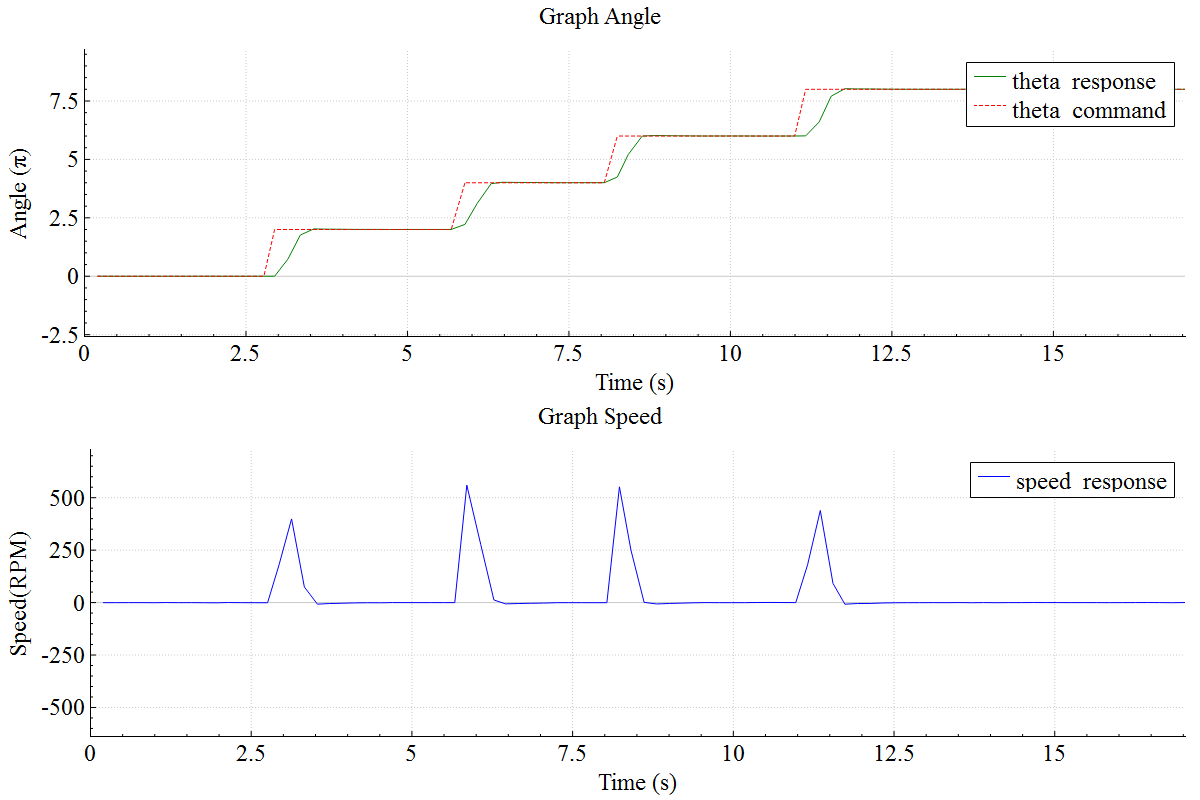 Graph Angle
theta response
theta command
7.5
5
2.5
0
-2.5
Angle (π)
0 2.5 5 7.5 10 12.5 15
Time (s)
Graph Speed
speed response
500
250
0
-250
-500
Speed(RPM)
0 2.5 5 7.5 10 12.5 15
Time (s)